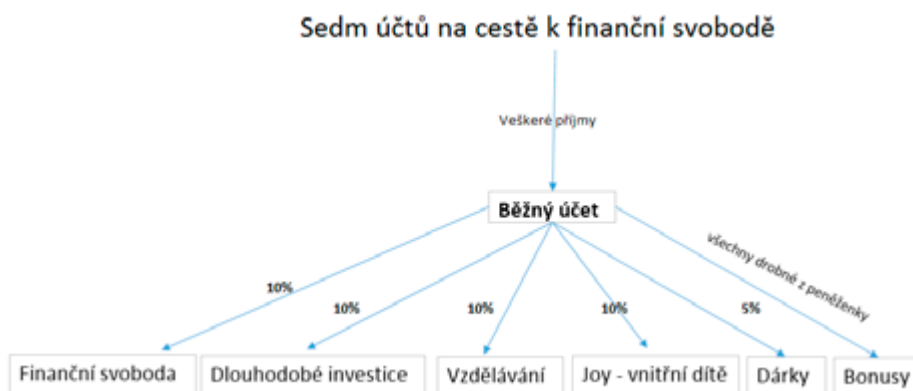 Sedm účtů na cestě k finanční svobodě
Veškeré příjmy
Běžný účet
všechny drobné z peněženky
10%
10%
10%
10%
5%
Finanční svoboda
Dlouhodobé investice
Vzdělávání
Joy - vnitřní dítě
Dárky
Bonusy